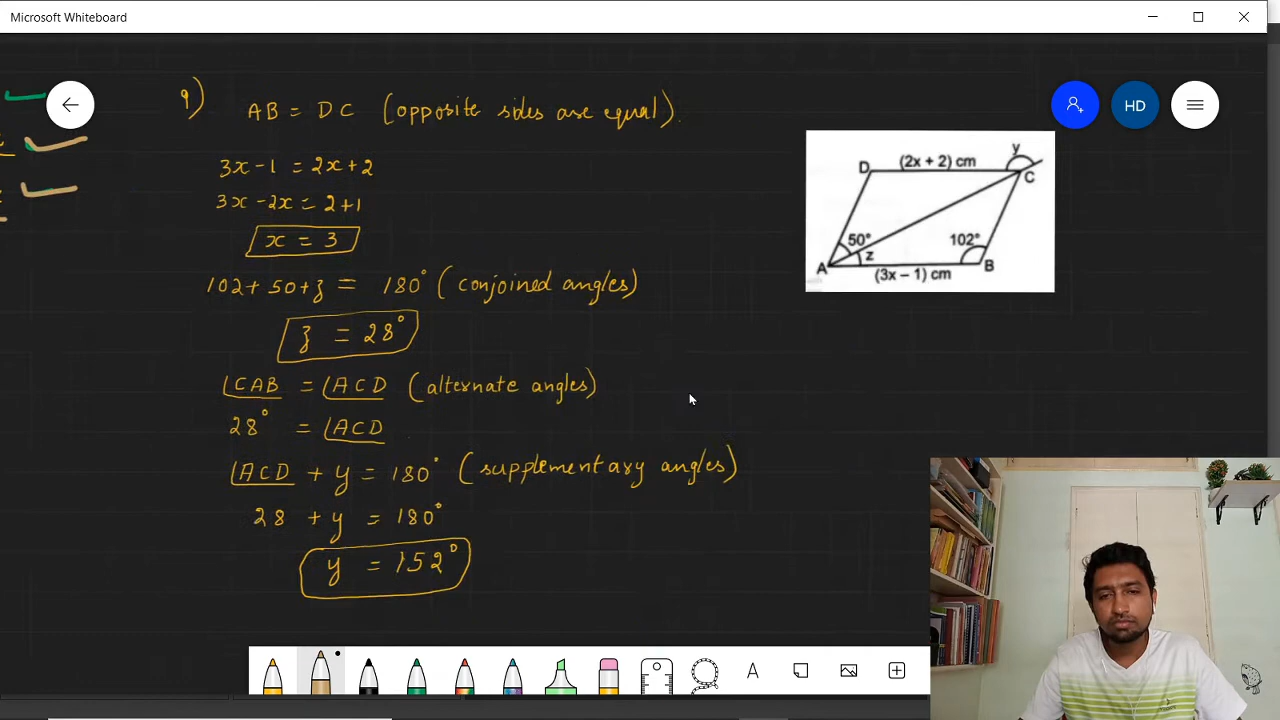 Microsoft Whiteboard
9)
AB = DC (opposite sides are equal).
3x-1 = 2x+2
3x-2x = 2+1
x = 3
102+50+z = 180° (conjoined angles)
z = 28°
∠CAB = ∠ACD (alternate angles)
28° = ∠ACD
∠ACD + y = 180° (supplementary angles)
28 + y = 180°
y = 152°
HD
D (2x + 2) cm y
C
50° 102°
A z B
(3x – 1) cm
A